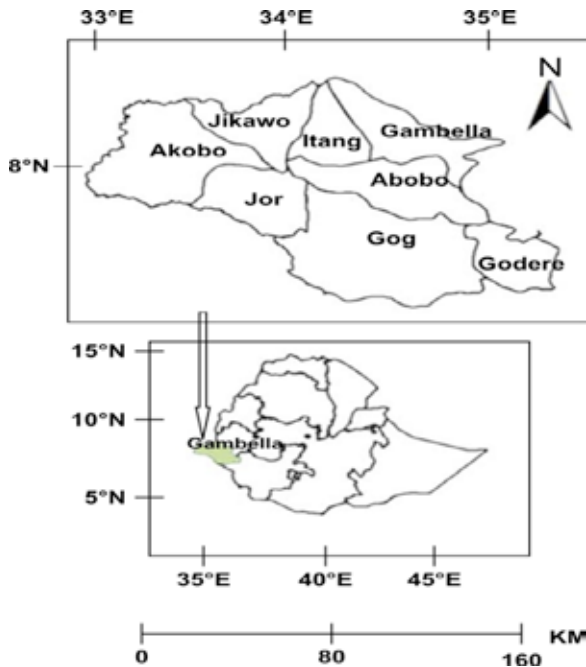 33°E 34°E 35°E
N
Jikawo
Itang
Gambella
8°N
Akobo
Abobo
Jor
Gog
Godere
15°N
10°N
Gambella
5°N
35°E 40°E 45°E
KM
0 80 160